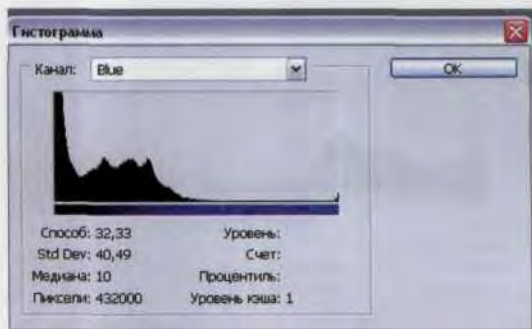 Гистограмма
Канал: Blue
OK
Способ: 32,33 Уровень:
Std Dev: 40,49 Счет:
Медиана: 10 Процентиль:
Пиксели: 432000 Уровень кэша: 1